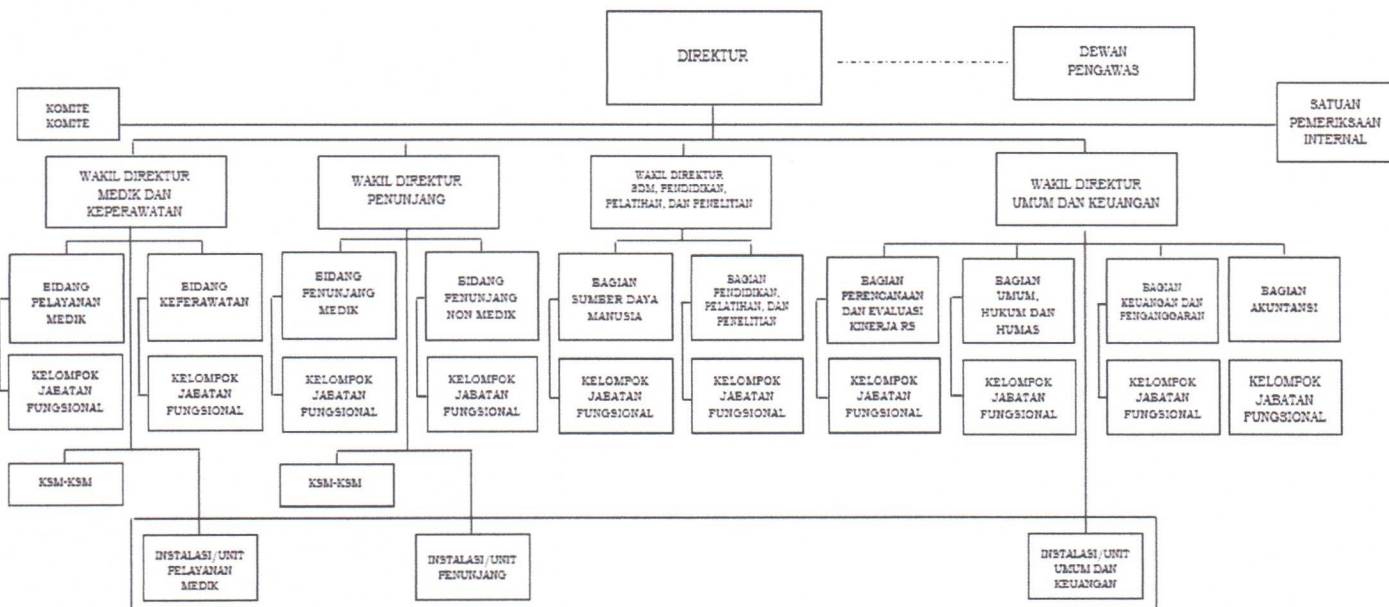 DIREKTUR
DEWAN
PENGAWAS
KOMITE
KOMITE
SATUAN
PEMERIKSAAN
INTERNAL
WAKIL DIREKTUR
MEDIK DAN
KEPERAWATAN
WAKIL DIREKTUR
PENUNJANG
WAKIL DIREKTUR
SDM, PENDIDIKAN,
PELATIHAN, DAN PENELITIAN
WAKIL DIREKTUR
UMUM DAN KEUANGAN
BIDANG
PELAYANAN
MEDIK
BIDANG
KEPERAWATAN
BIDANG
PENUNJANG
MEDIK
BIDANG
PENUNJANG
NON MEDIK
BAGIAN
SUMBER DAYA
MANUSIA
BAGIAN
PENDIDIKAN,
PELATIHAN, DAN
PENELITIAN
BAGIAN
PERENCANAAN
DAN EVALUASI
KINERJA RS
BAGIAN
UMUM,
HUKUM DAN
HUMAS
BAGIAN
KEUANGAN DAN
PENGANGGARAN
BAGIAN
AKUNTANSI
KELOMPOK
JABATAN
FUNGSIONAL
KELOMPOK
JABATAN
FUNGSIONAL
KELOMPOK
JABATAN
FUNGSIONAL
KELOMPOK
JABATAN
FUNGSIONAL
KELOMPOK
JABATAN
FUNGSIONAL
KELOMPOK
JABATAN
FUNGSIONAL
KELOMPOK
JABATAN
FUNGSIONAL
KELOMPOK
JABATAN
FUNGSIONAL
KELOMPOK
JABATAN
FUNGSIONAL
KELOMPOK
JABATAN
FUNGSIONAL
KSM-KSM
KSM-KSM
INSTALASI/UNIT
PELAYANAN
MEDIK
INSTALASI/UNIT
PENUNJANG
INSTALASI/UNIT
UMUM DAN
KEUANGAN